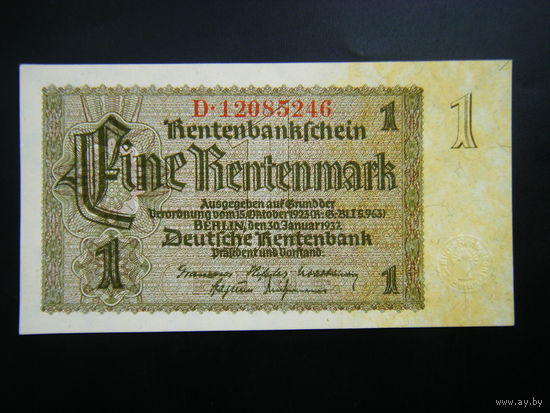 D·12085246
1
1
Rentenbankschein
Eine Rentenmark
Ausgegeben auf Grund der
Verordnung vom 15. Oktober 1923 (R.G.Bl.I S.963)
BERLIN, den 30. Januar 1937.
Deutsche Rentenbank
Präsident und Vorstand.
1
1
www.ay.by